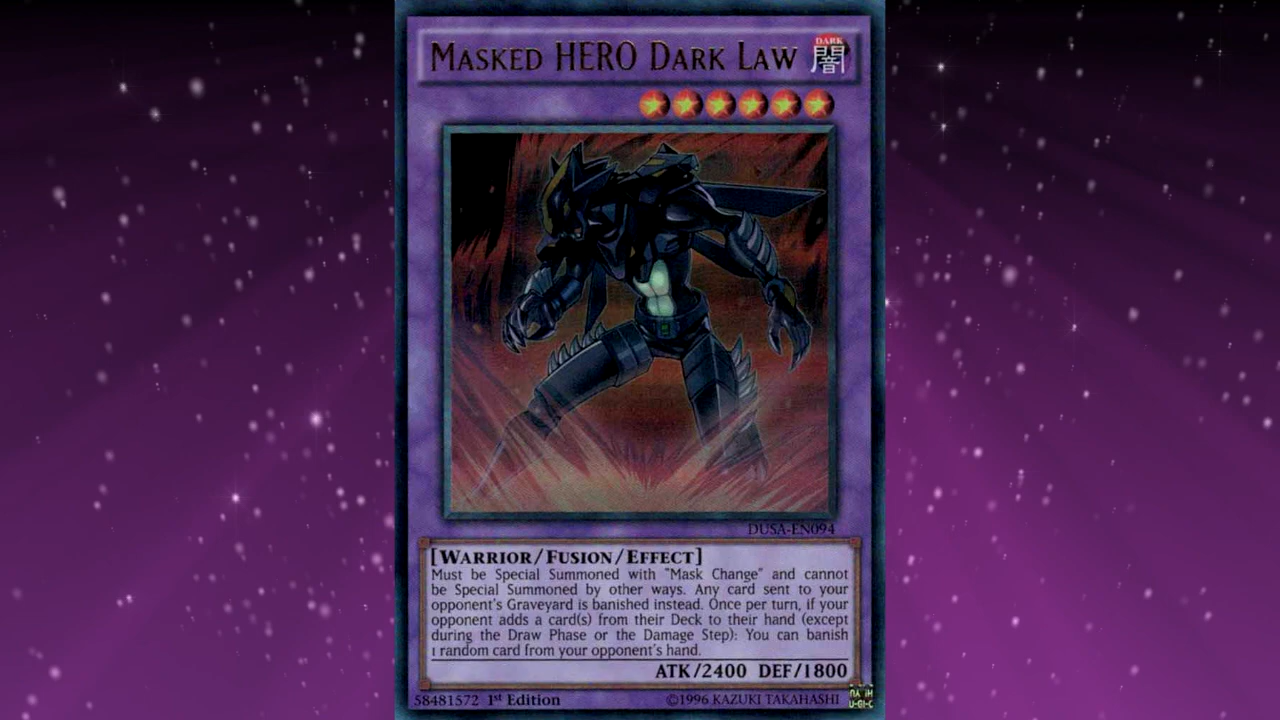 Masked HERO Dark Law
DARK
闇
DUSA-EN094
[Warrior/Fusion/Effect]
Must be Special Summoned with "Mask Change" and cannot
be Special Summoned by other ways. Any card sent to your
opponent's Graveyard is banished instead. Once per turn, if your
opponent adds a card(s) from their Deck to their hand (except
during the Draw Phase or the Damage Step): You can banish
1 random card from your opponent's hand.
ATK/2400 DEF/1800
58481572 1st Edition
©1996 KAZUKI TAKAHASHI